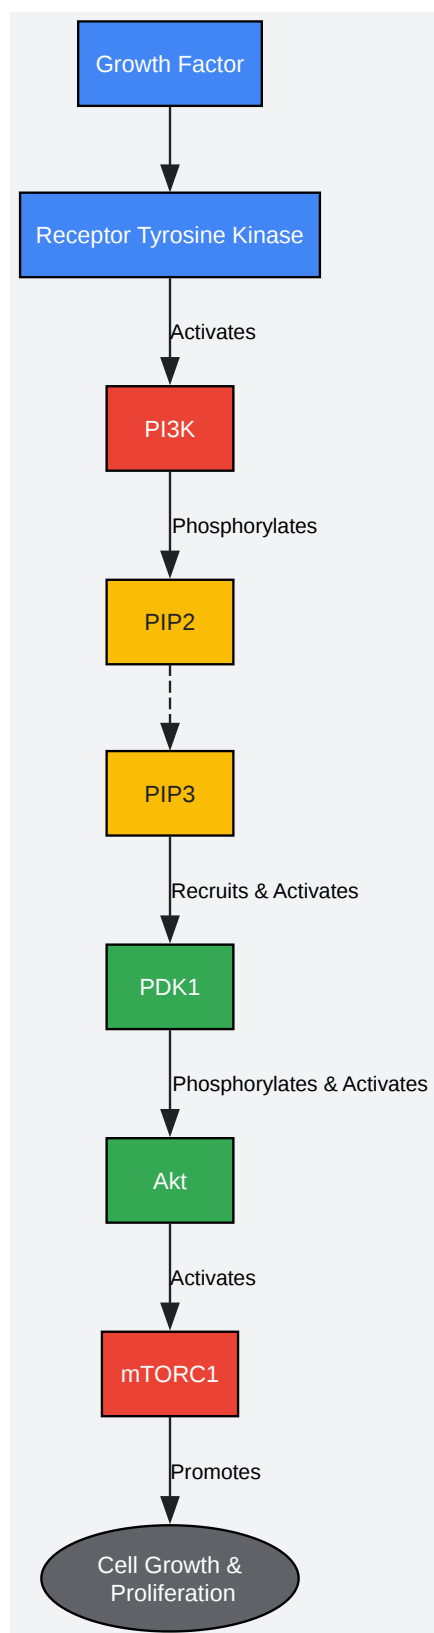 Growth Factor
Receptor Tyrosine Kinase
Activates
PI3K
Phosphorylates
PIP2
PIP3
Recruits & Activates
PDK1
Phosphorylates & Activates
Akt
Activates
mTORC1
Promotes
Cell Growth &
Proliferation